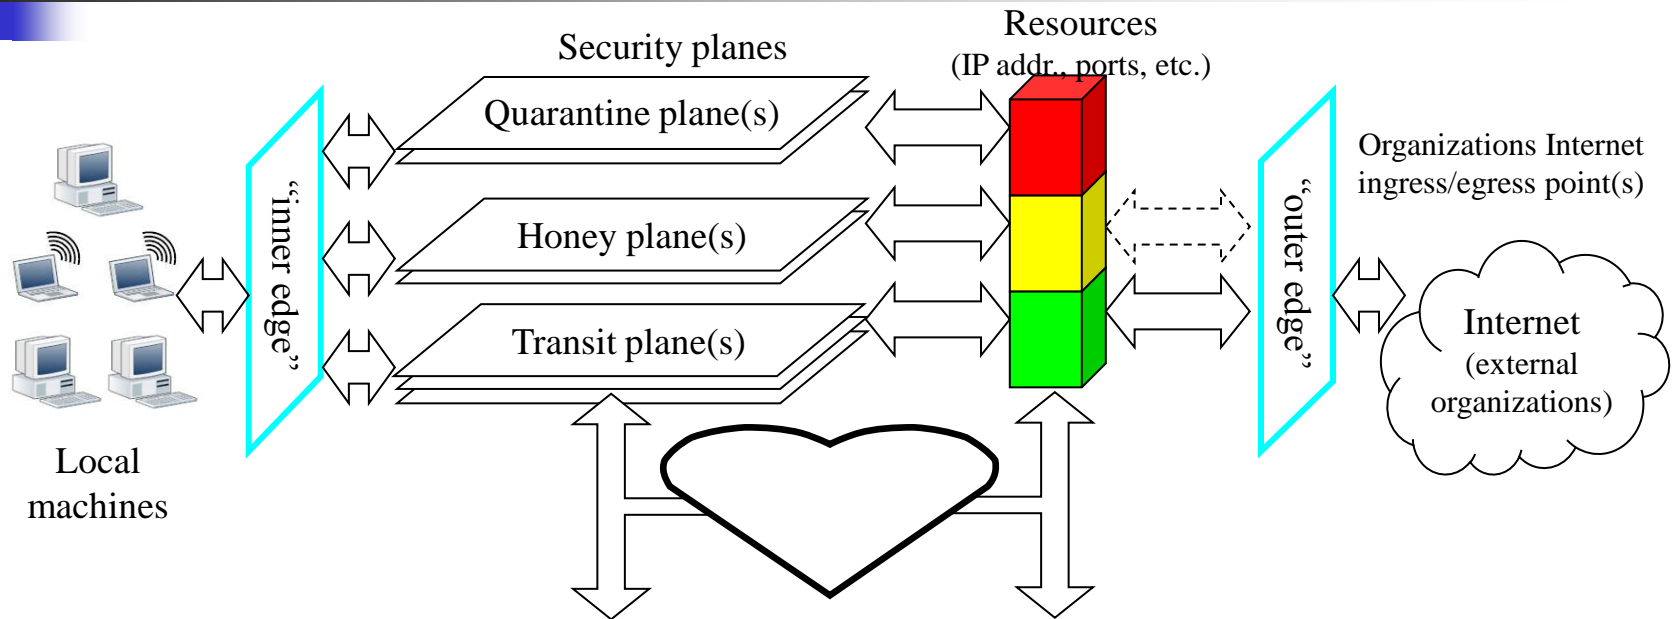 Resources
(IP addr., ports, etc.)
Security planes
Quarantine plane(s)
Honey plane(s)
Transit plane(s)
“inner edge”
“outer edge”
Organizations Internet
ingress/egress point(s)
Internet
(external
organizations)
Local
machines